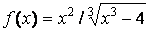 f(x) = x² / ∛(x³ − 4)